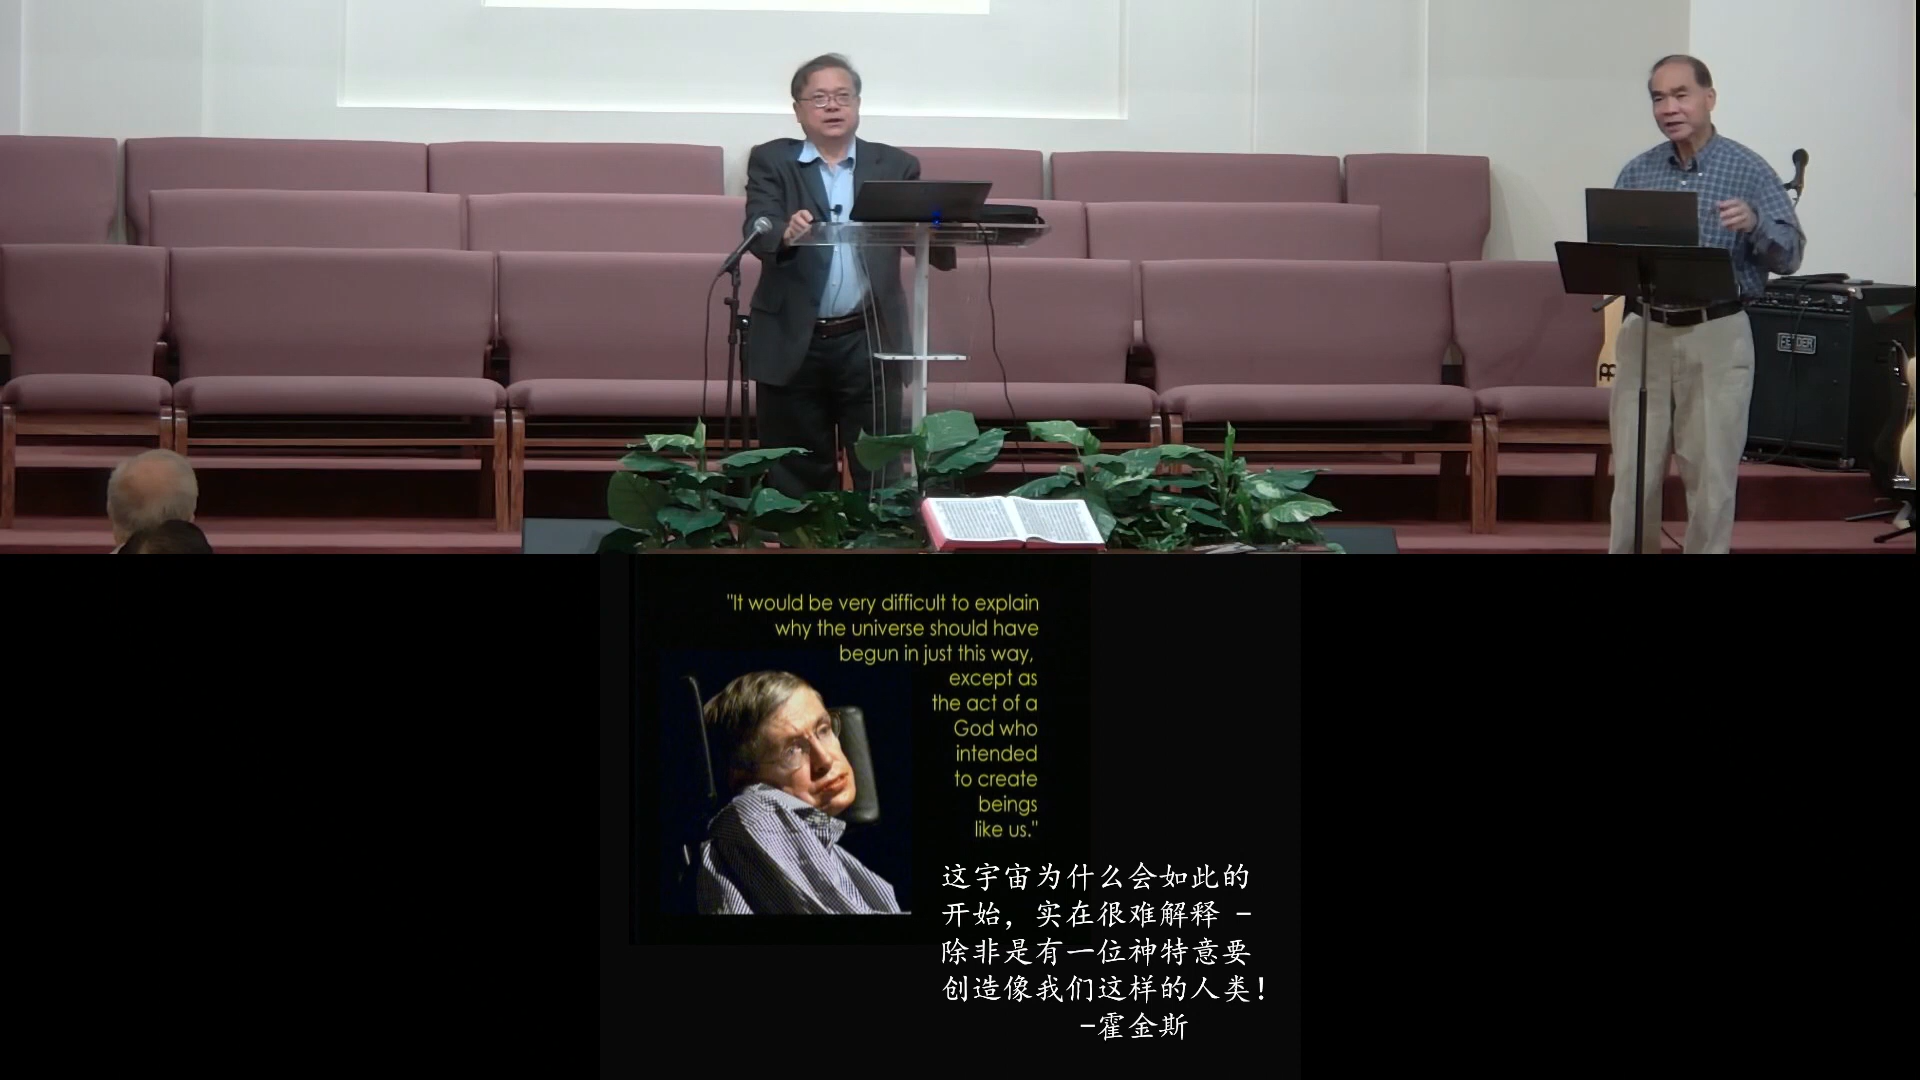 FENDER
"It would be very difficult to explain
why the universe should have
begun in just this way,
except as
the act of a
God who
intended
to create
beings
like us."
这宇宙为什么会如此的
开始，实在很难解释 –
除非是有一位神特意要
创造像我们这样的人类！
–霍金斯